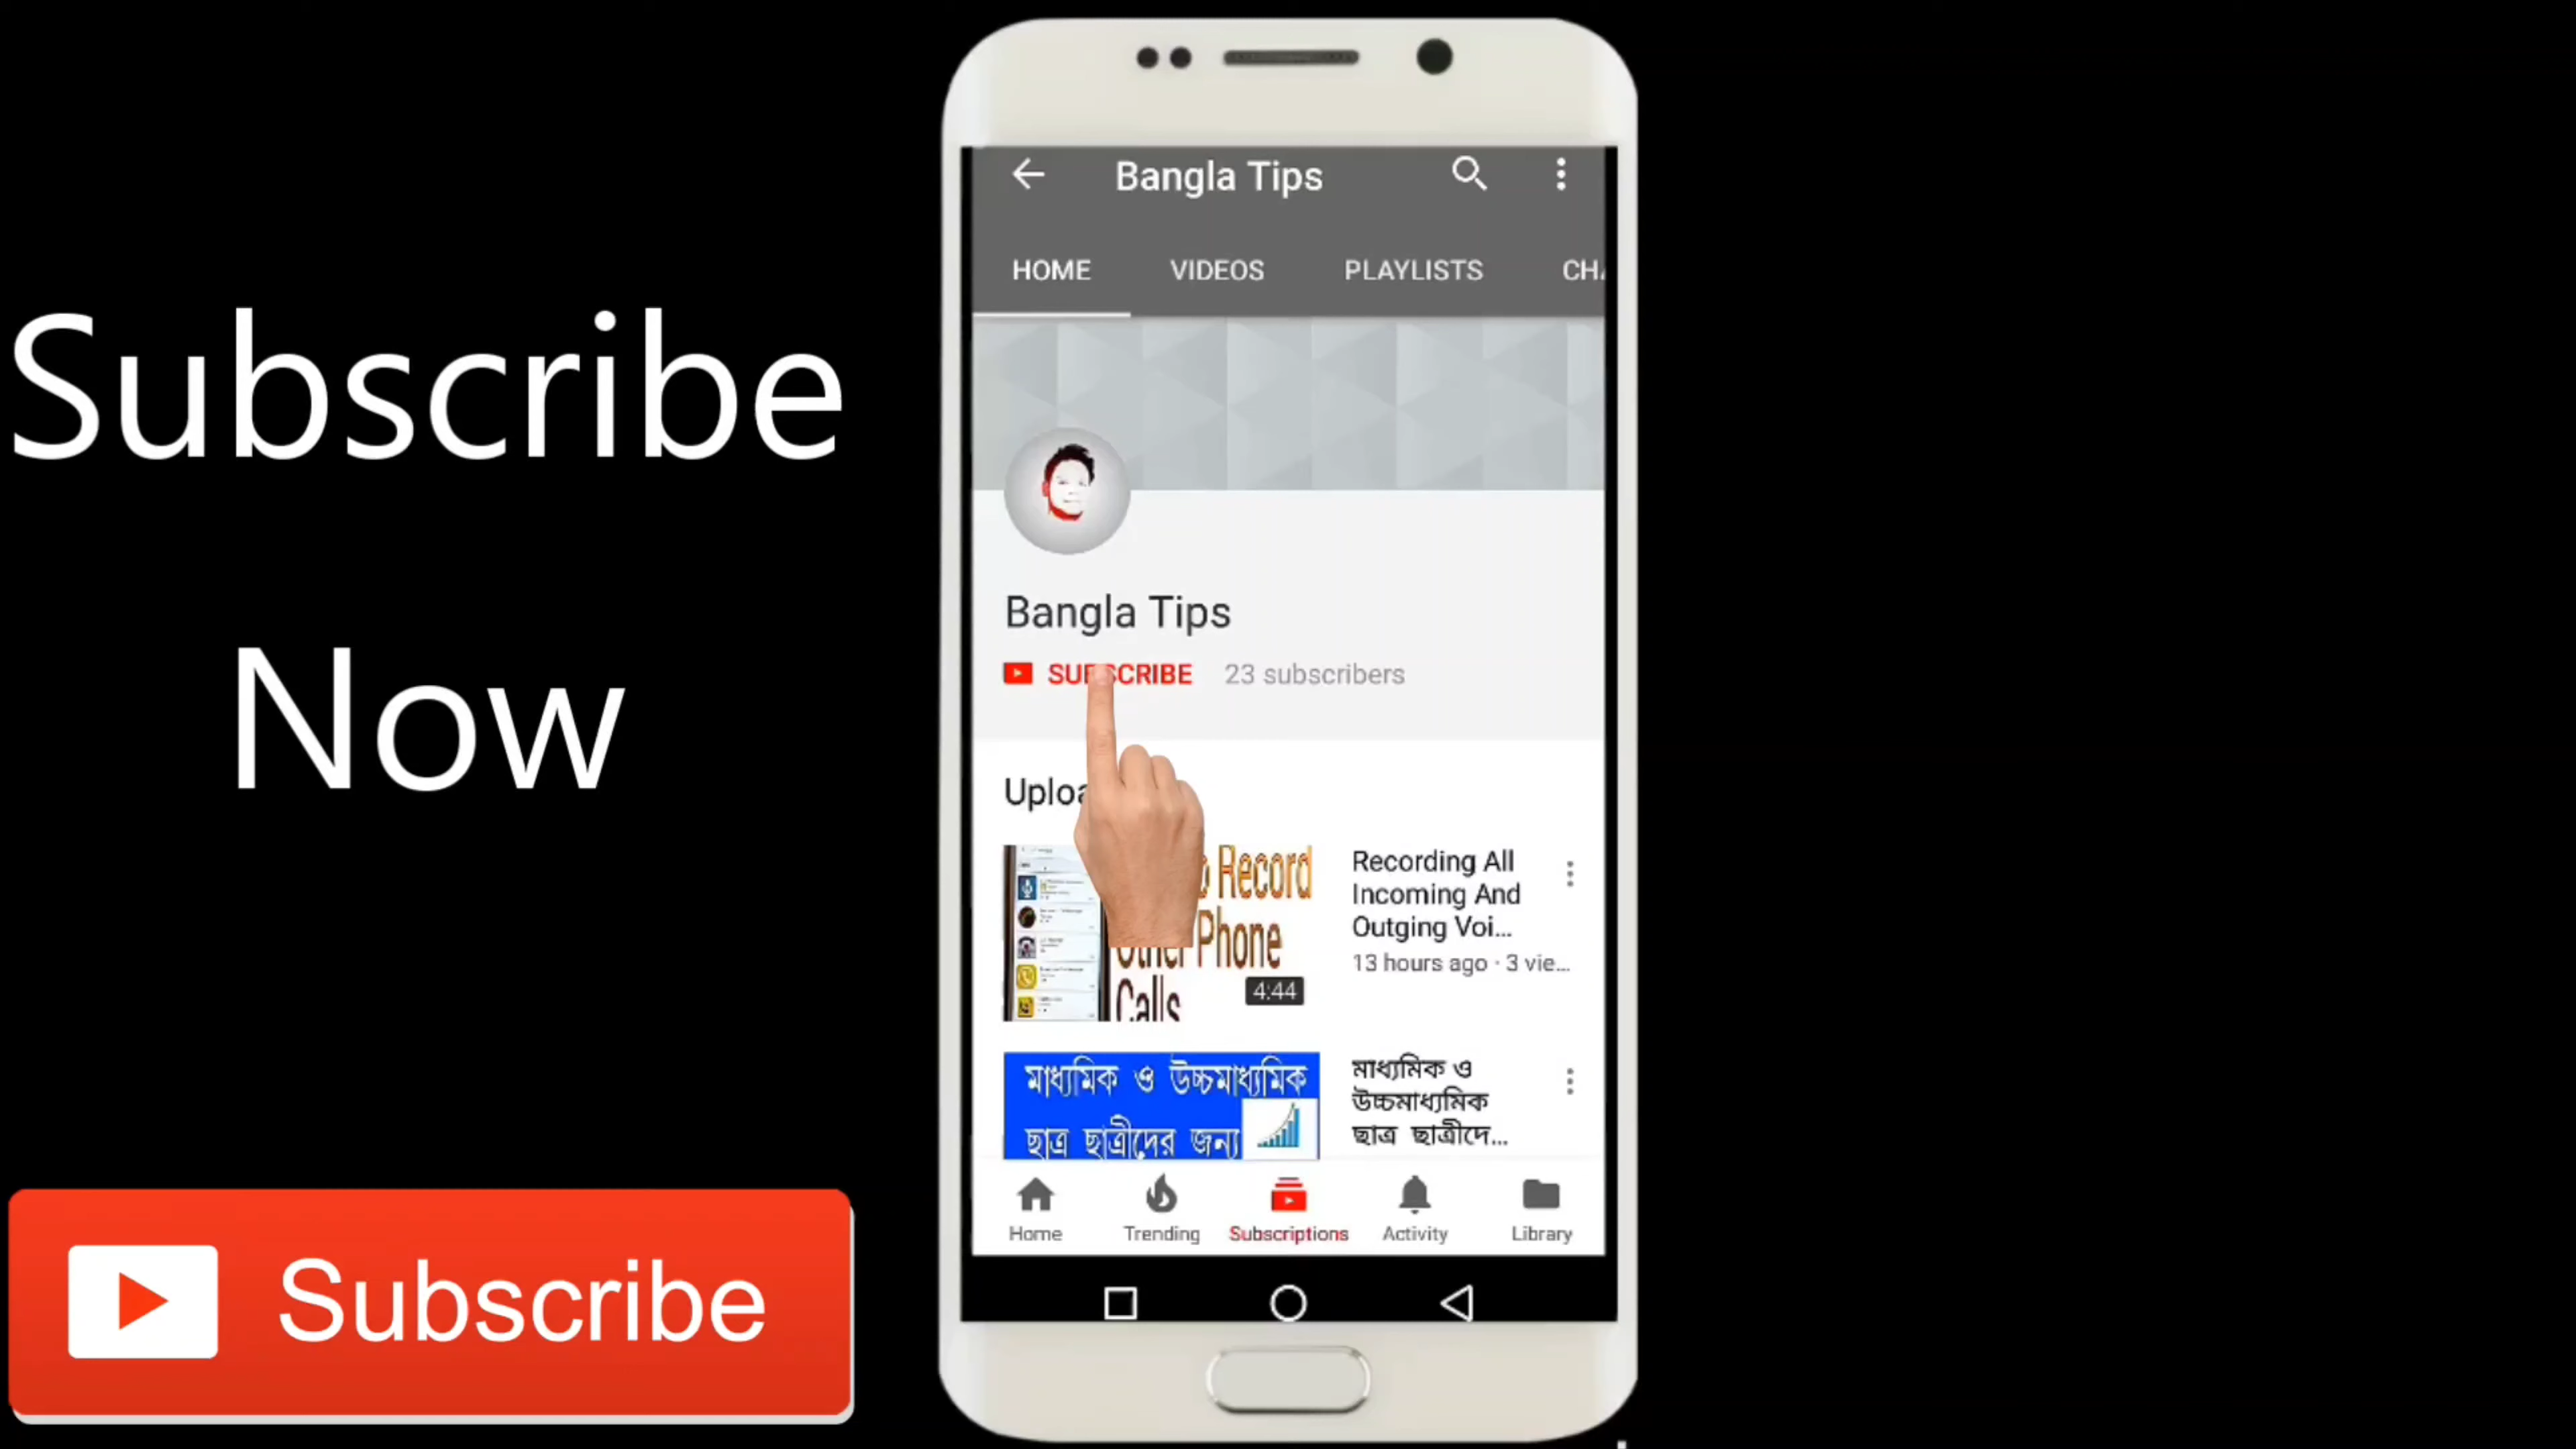 Subscribe
Now
Subscribe
Bangla Tips
HOME VIDEOS PLAYLISTS
Bangla Tips
SUBSCRIBE 23 subscribers
Record
Other Phone
Calls
4:44
Recording All
Incoming And
Outging Voi...
13 hours ago · 3 vie...
মাধ্যমিক ও উচ্চমাধ্যমিক
ছাত্র ছাত্রীদের জন্য
মাধ্যমিক ও
উচ্চমাধ্যমিক
ছাত্র ছাত্রীদে...
Home Trending Subscriptions Activity Library